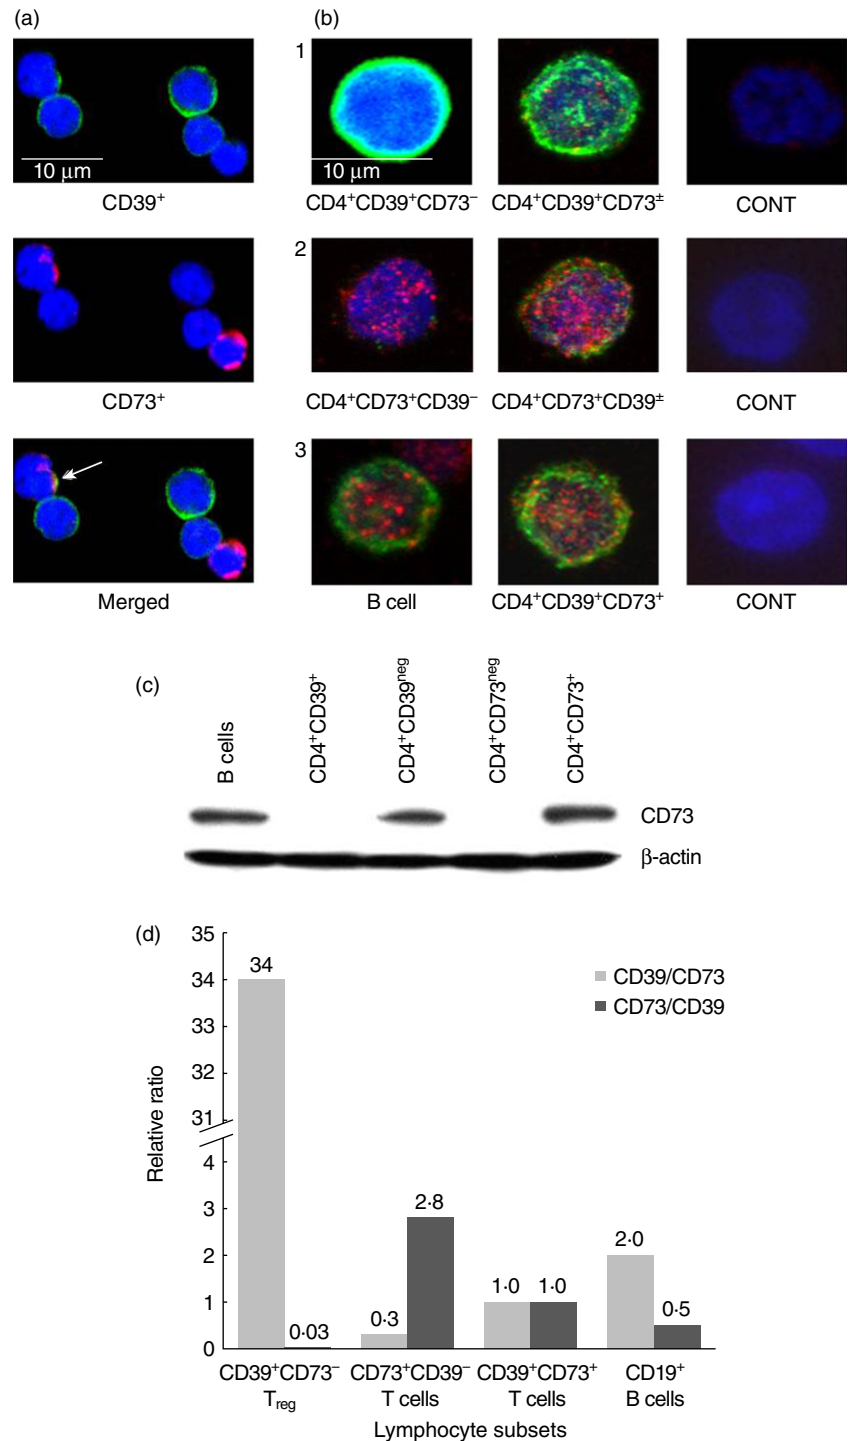 (a)
(b)
1
10 μm
10 μm
CD39⁺
CD4⁺CD39⁺CD73⁻
CD4⁺CD39⁺CD73±
CONT
2
CD73⁺
CD4⁺CD73⁺CD39⁻
CD4⁺CD73⁺CD39±
CONT
3
Merged
B cell
CD4⁺CD39⁺CD73⁺
CONT
(c)
B cells
CD4⁺CD39⁺
CD4⁺CD39neg
CD4⁺CD73neg
CD4⁺CD73⁺
CD73
β-actin
(d)
Relative ratio
35
34
33
32
31
4
3
2
1
0
CD39/CD73
CD73/CD39
34
0·03
0·3
2·8
1·0
1·0
2·0
0·5
CD39⁺CD73⁻
Treg
CD73⁺CD39⁻
T cells
CD39⁺CD73⁺
T cells
CD19⁺
B cells
Lymphocyte subsets